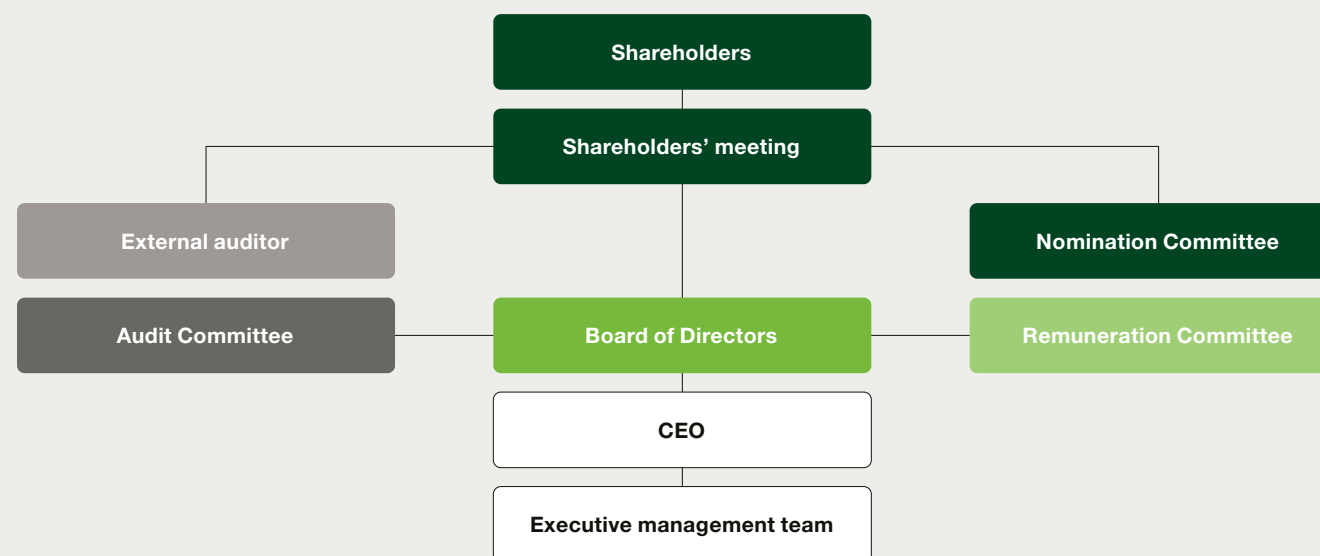 Shareholders
Shareholders’ meeting
External auditor
Nomination Committee
Audit Committee
Board of Directors
Remuneration Committee
CEO
Executive management team